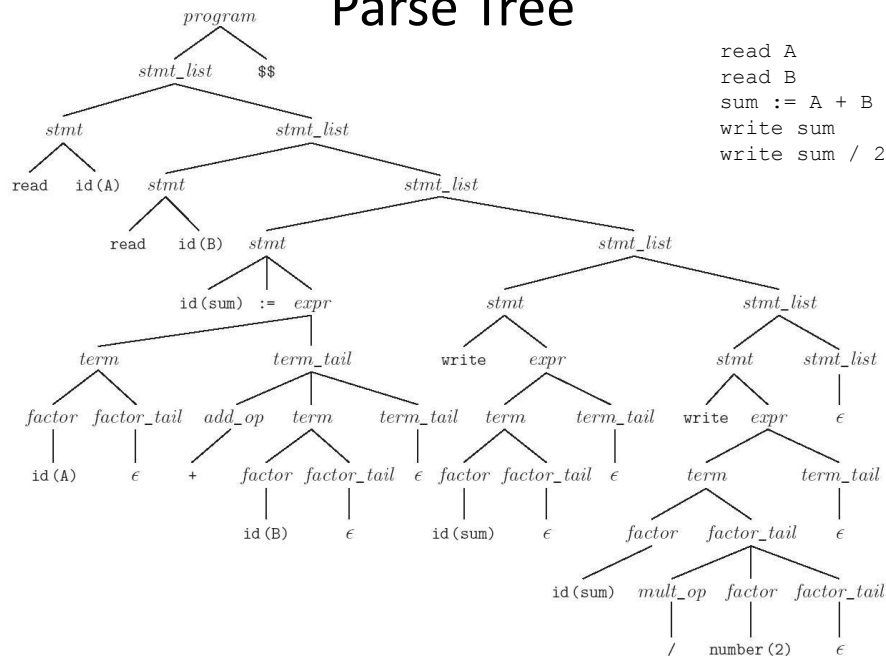 Parse Tree
program
read A
read B
sum := A + B
write sum
write sum / 2
stmt_list $$
stmt stmt_list
read id(A) stmt stmt_list
read id(B) stmt stmt_list
id(sum) := expr stmt stmt_list
term term_tail write expr stmt stmt_list
factor factor_tail add_op term term_tail term term_tail write expr ϵ
id(A) ϵ + factor factor_tail ϵ factor factor_tail ϵ term term_tail
id(B) ϵ id(sum) ϵ factor factor_tail ϵ
id(sum) mult_op factor factor_tail
/ number(2) ϵ